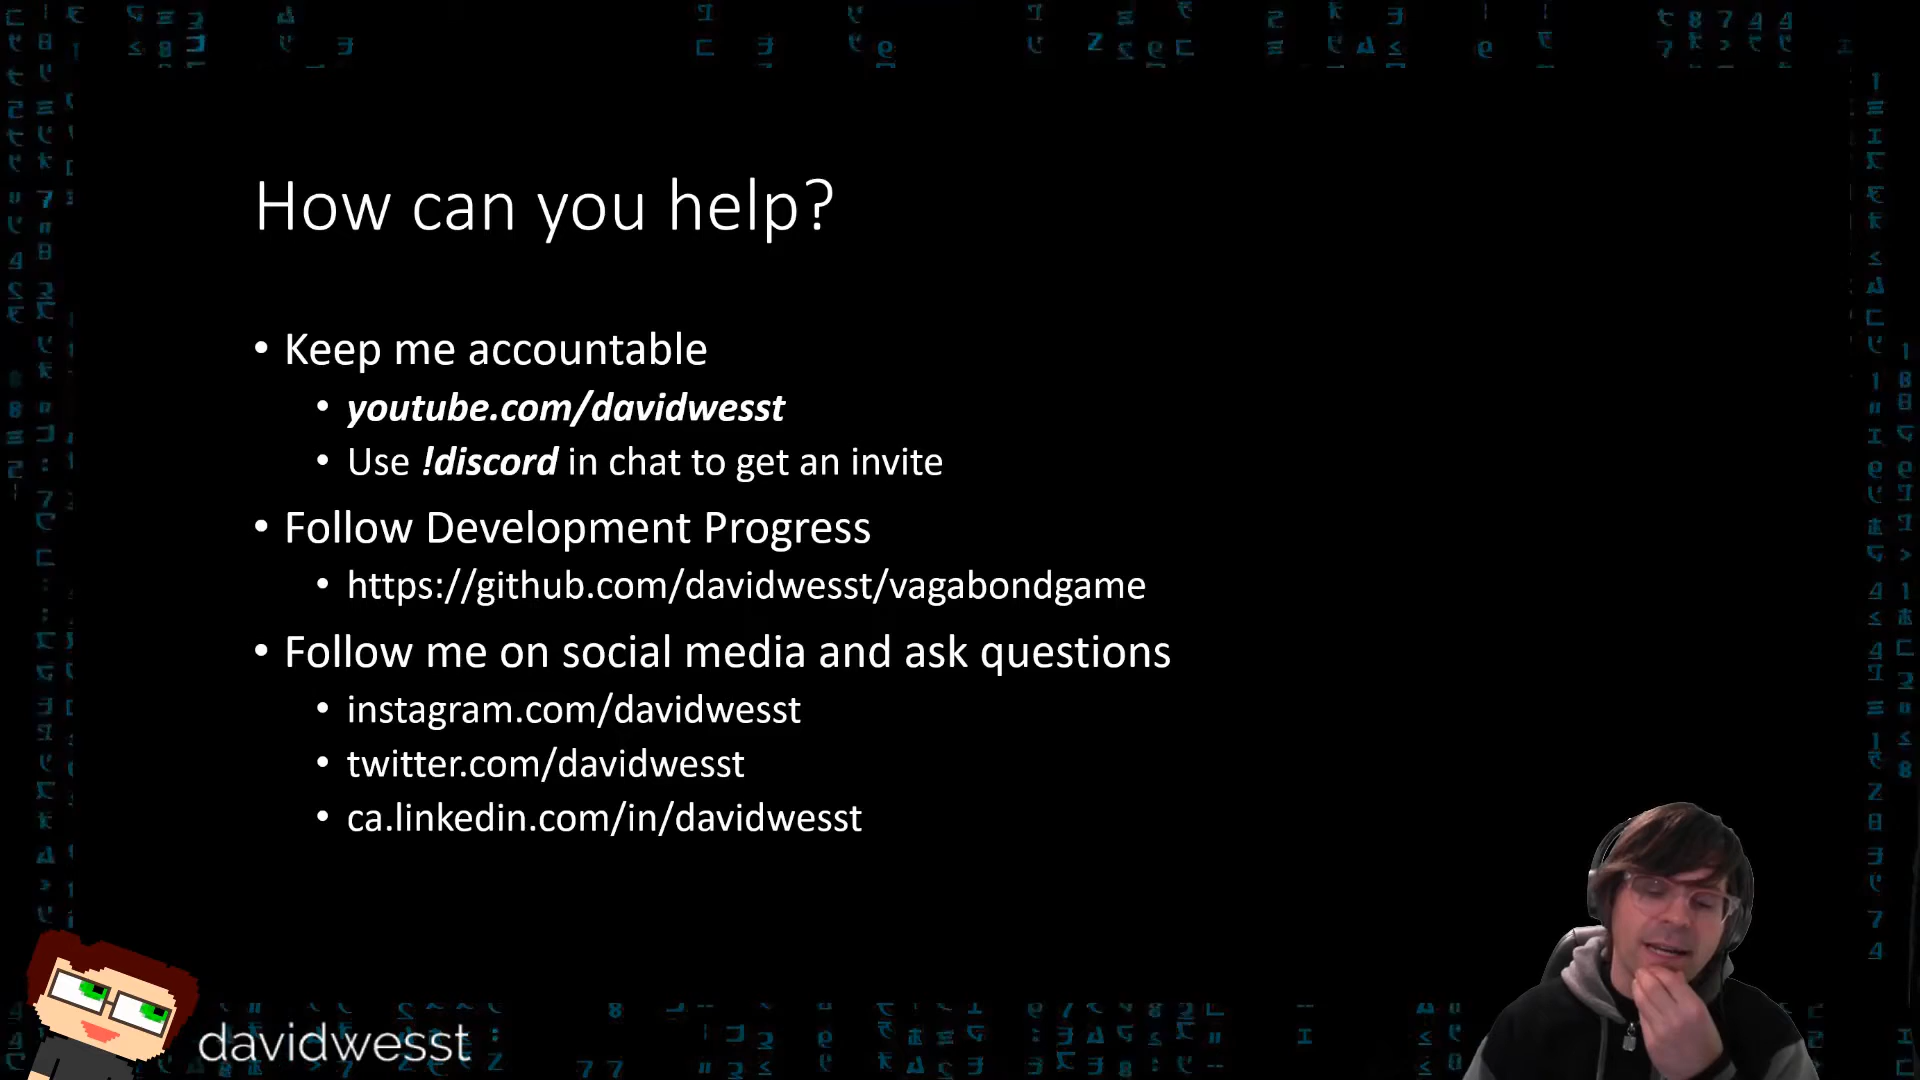 How can you help?
• Keep me accountable
• youtube.com/davidwesst
• Use !discord in chat to get an invite
• Follow Development Progress
• https://github.com/davidwesst/vagabondgame
• Follow me on social media and ask questions
• instagram.com/davidwesst
• twitter.com/davidwesst
• ca.linkedin.com/in/davidwesst
davidwesst